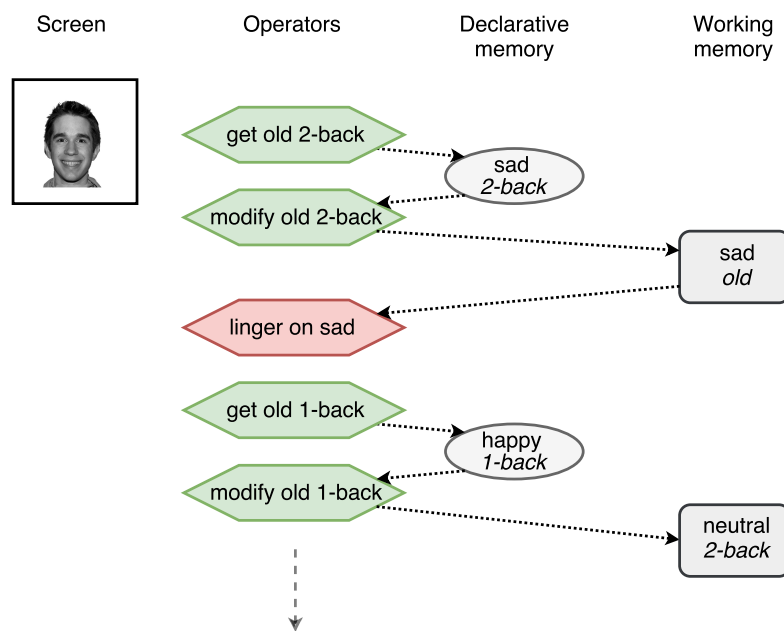 Screen
Operators
Declarative
memory
Working
memory
get old 2-back
sad
2-back
modify old 2-back
sad
old
linger on sad
get old 1-back
happy
1-back
modify old 1-back
neutral
2-back